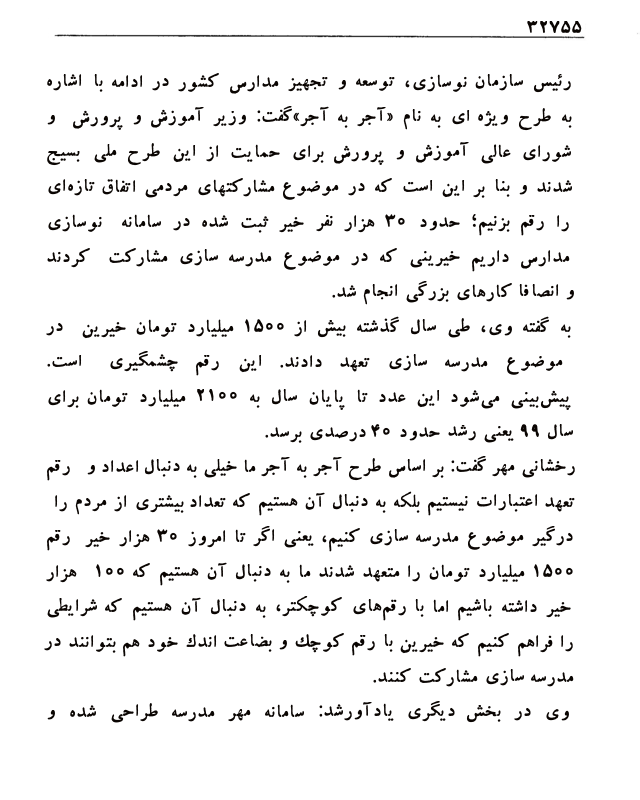 ۳۲۷۵۵
رئیس سازمان نوسازی، توسعه و تجهیز مدارس کشور در ادامه با اشاره
به طرح ویژه ای به نام «آجر به آجر»گفت: وزیر آموزش و پرورش و
شورای عالی آموزش و پرورش برای حمایت از این طرح ملی بسیج
شدند و بنا بر این است که در موضوع مشارکتهای مردمی اتفاق تازه‌ای
را رقم بزنیم؛ حدود ۳۰ هزار نفر خیر ثبت شده در سامانه نوسازی
مدارس داریم خیرینی که در موضوع مدرسه سازی مشارکت کردند
و انصافا کارهای بزرگی انجام شد.
به گفته وی، طی سال گذشته بیش از ۱۵۰۰ میلیارد تومان خیرین در
موضوع مدرسه سازی تعهد دادند. این رقم چشمگیری است.
پیش‌بینی می‌شود این عدد تا پایان سال به ۲۱۰۰ میلیارد تومان برای
سال ۹۹ یعنی رشد حدود ۴۰ درصدی برسد.
رخشانی مهر گفت: بر اساس طرح آجر به آجر ما خیلی به دنبال اعداد و رقم
تعهد اعتبارات نیستیم بلکه به دنبال آن هستیم که تعداد بیشتری از مردم را
درگیر موضوع مدرسه سازی کنیم، یعنی اگر تا امروز ۳۰ هزار خیر رقم
۱۵۰۰ میلیارد تومان را متعهد شدند ما به دنبال آن هستیم که ۱۰۰ هزار
خیر داشته باشیم اما با رقم‌های کوچکتر، به دنبال آن هستیم که شرایطی
را فراهم کنیم که خیرین با رقم کوچك و بضاعت اندك خود هم بتوانند در
مدرسه سازی مشارکت کنند.
وی در بخش دیگری یادآورشد: سامانه مهر مدرسه طراحی شده و